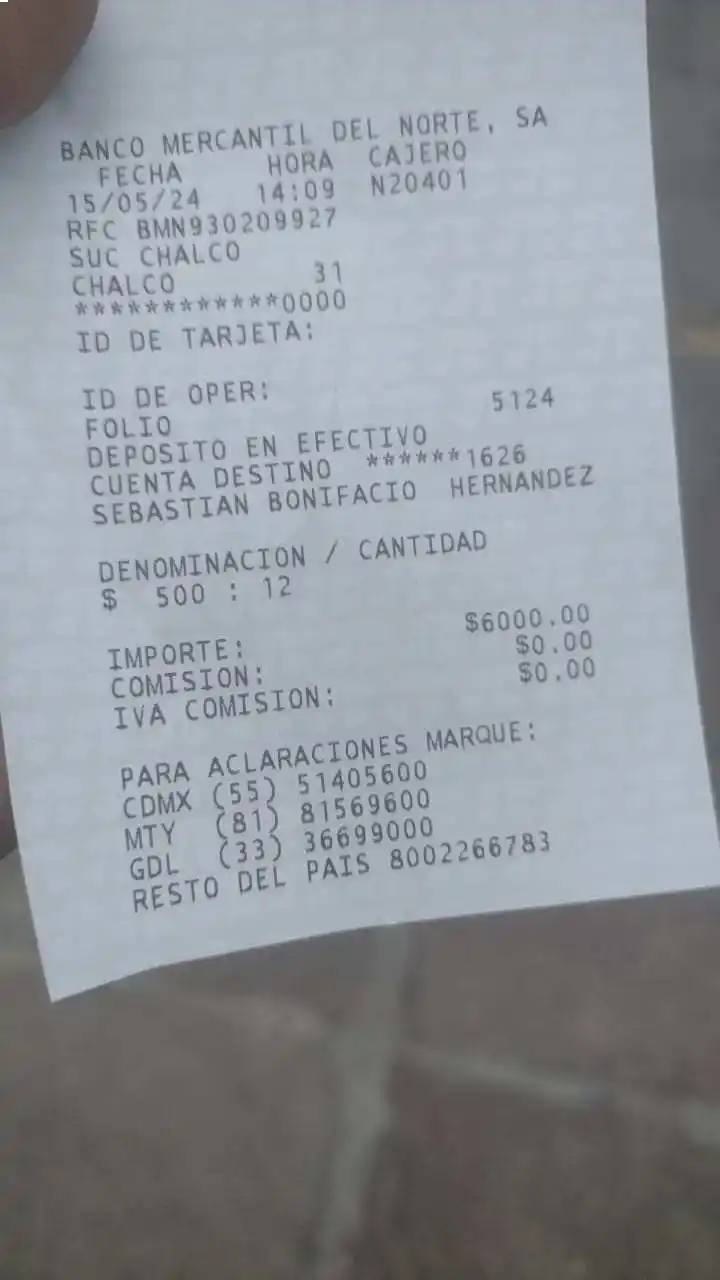 BANCO MERCANTIL DEL NORTE, SA
FECHA HORA CAJERO
15/05/24 14:09 N20401
RFC BMN930209927
SUC CHALCO
CHALCO 31
************0000
ID DE TARJETA:
ID DE OPER:
FOLIO 5124
DEPOSITO EN EFECTIVO
CUENTA DESTINO ******1626
SEBASTIAN BONIFACIO HERNANDEZ
DENOMINACION / CANTIDAD
$ 500 : 12
IMPORTE: $6000.00
COMISION: $0.00
IVA COMISION: $0.00
PARA ACLARACIONES MARQUE:
CDMX (55) 51405600
MTY (81) 81569600
GDL (33) 36699000
RESTO DEL PAIS 8002266783